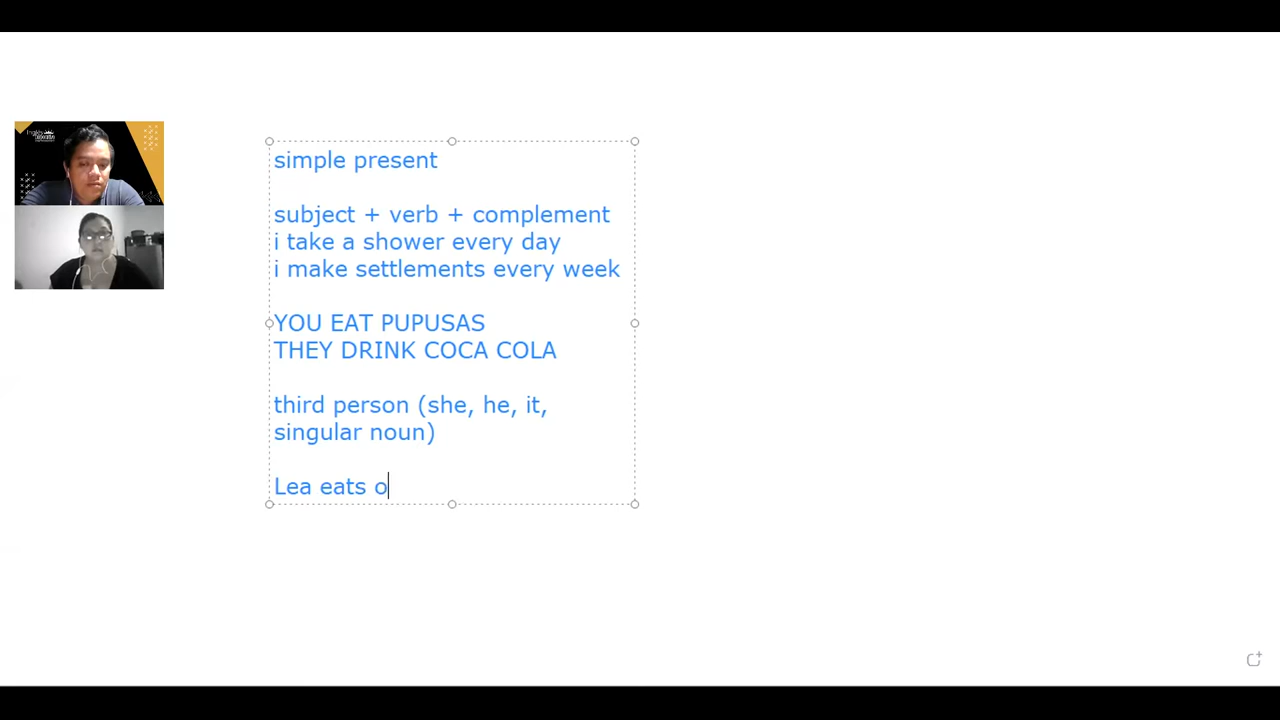 Inglés
simple present
subject + verb + complement
i take a shower every day
i make settlements every week
YOU EAT PUPUSAS
THEY DRINK COCA COLA
third person (she, he, it,
singular noun)
Lea eats o